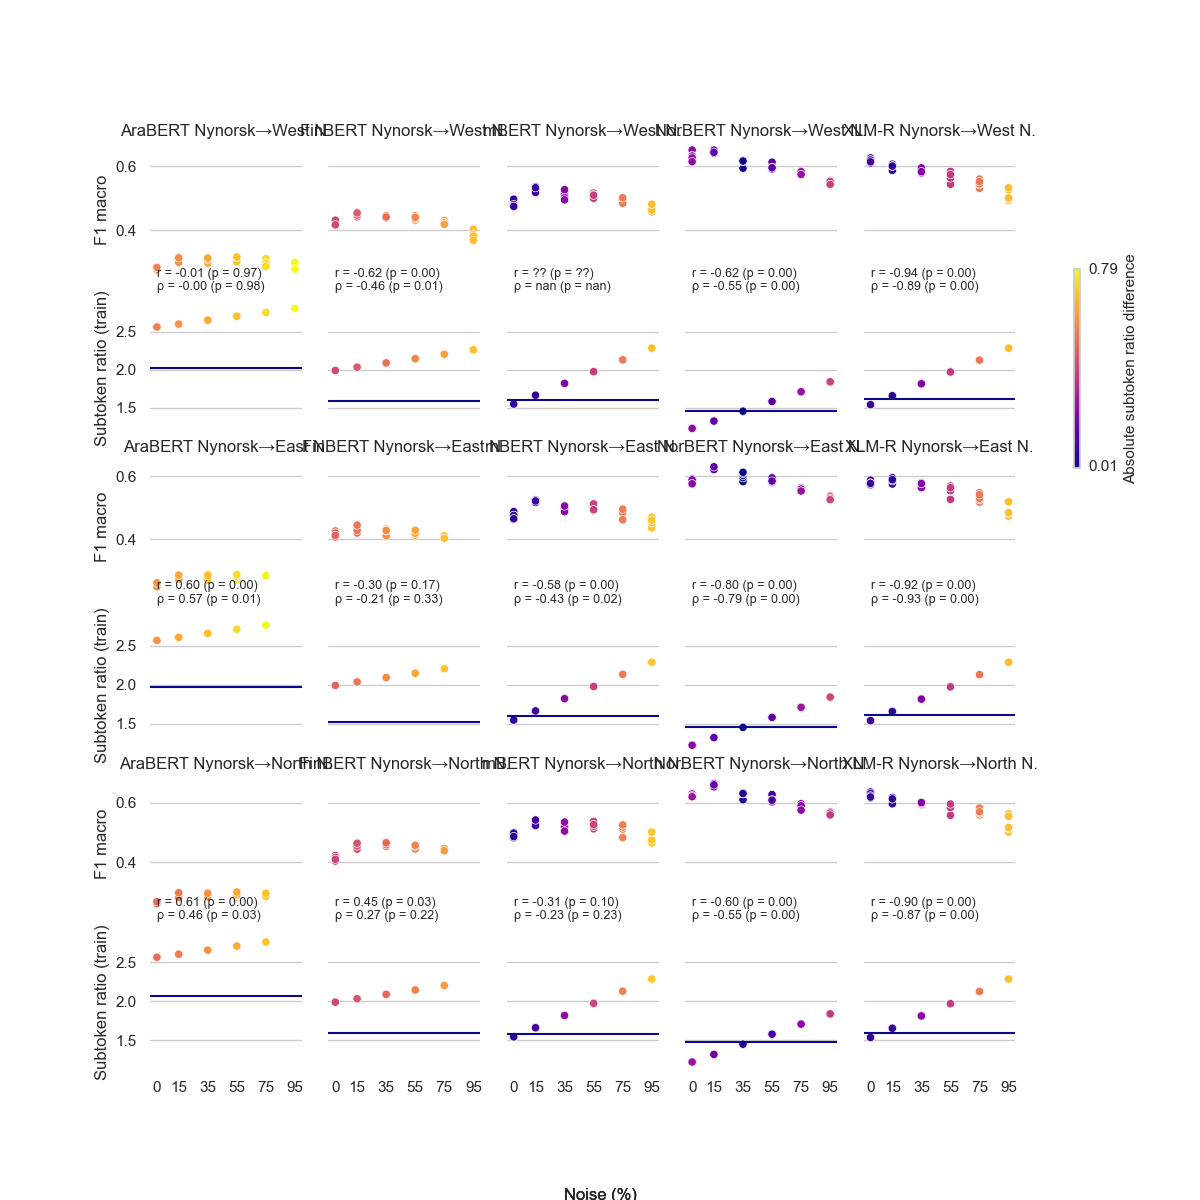 AraBERT Nynorsk→West N.
FinBERT Nynorsk→West N.
mBERT Nynorsk→West N.
NorBERT Nynorsk→West N.
XLM-R Nynorsk→West N.
F1 macro
0.6
0.4
r = -0.01 (p = 0.97)
ρ = -0.00 (p = 0.98)
r = -0.62 (p = 0.00)
ρ = -0.46 (p = 0.01)
r = ?? (p = ??)
ρ = nan (p = nan)
r = -0.62 (p = 0.00)
ρ = -0.55 (p = 0.00)
r = -0.94 (p = 0.00)
ρ = -0.89 (p = 0.00)
Subtoken ratio (train)
2.5
2.0
1.5
AraBERT Nynorsk→East N.
FinBERT Nynorsk→East N.
mBERT Nynorsk→East N.
NorBERT Nynorsk→East N.
XLM-R Nynorsk→East N.
F1 macro
0.6
0.4
r = 0.60 (p = 0.00)
ρ = 0.57 (p = 0.01)
r = -0.30 (p = 0.17)
ρ = -0.21 (p = 0.33)
r = -0.58 (p = 0.00)
ρ = -0.43 (p = 0.02)
r = -0.80 (p = 0.00)
ρ = -0.79 (p = 0.00)
r = -0.92 (p = 0.00)
ρ = -0.93 (p = 0.00)
Subtoken ratio (train)
2.5
2.0
1.5
AraBERT Nynorsk→North N.
FinBERT Nynorsk→North N.
mBERT Nynorsk→North N.
NorBERT Nynorsk→North N.
XLM-R Nynorsk→North N.
F1 macro
0.6
0.4
r = 0.61 (p = 0.00)
ρ = 0.46 (p = 0.03)
r = 0.45 (p = 0.03)
ρ = 0.27 (p = 0.22)
r = -0.31 (p = 0.10)
ρ = -0.23 (p = 0.23)
r = -0.60 (p = 0.00)
ρ = -0.55 (p = 0.00)
r = -0.90 (p = 0.00)
ρ = -0.87 (p = 0.00)
Subtoken ratio (train)
2.5
2.0
1.5
0 15 35 55 75 95
0 15 35 55 75 95
0 15 35 55 75 95
0 15 35 55 75 95
0 15 35 55 75 95
Noise (%)
0.79
0.01
Absolute subtoken ratio difference